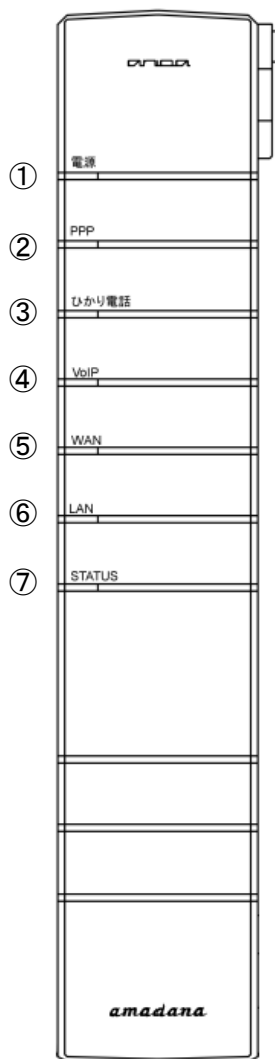 電源
①
PPP
②
ひかり電話
③
VoIP
④
WAN
⑤
LAN
⑥
STATUS
⑦
amadana